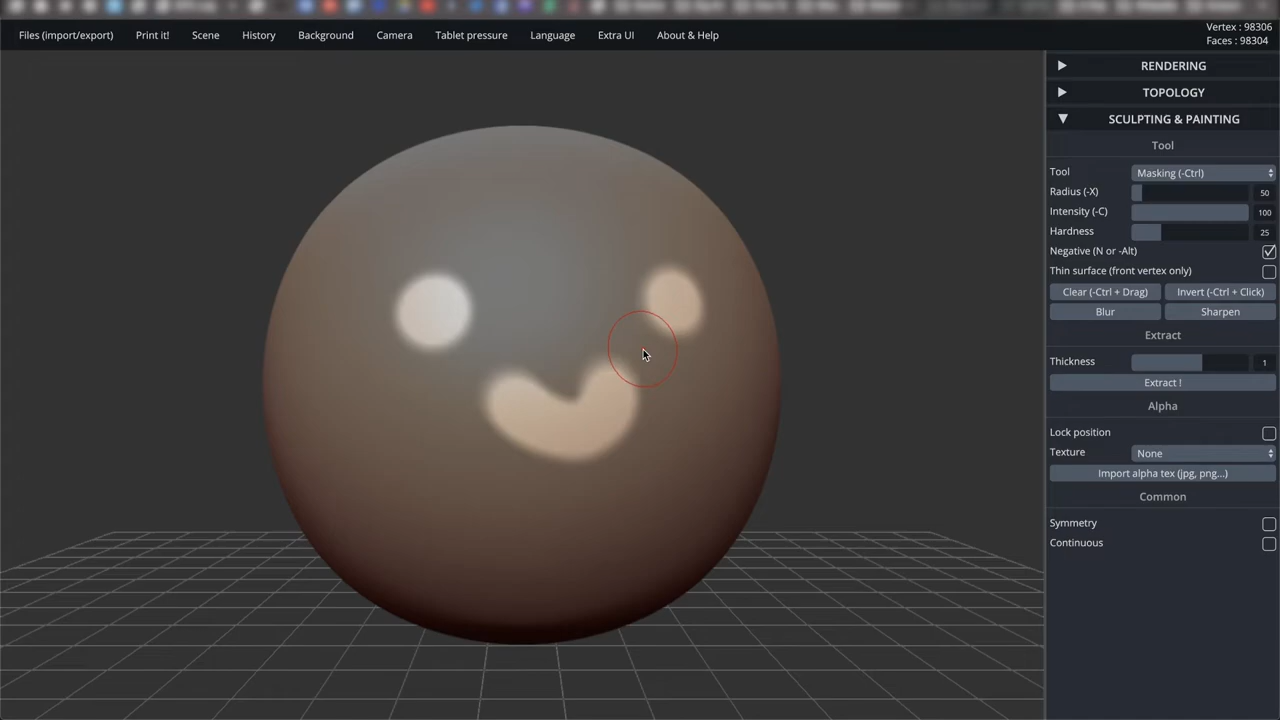 Files (import/export) Print it! Scene History Background Camera Tablet pressure Language Extra UI About & Help
Vertex : 98306
Faces : 98304
RENDERING
TOPOLOGY
SCULPTING & PAINTING
Tool
Tool Masking (-Ctrl)
Radius (-X) 50
Intensity (-C) 100
Hardness 25
Negative (N or -Alt)
Thin surface (front vertex only)
Clear (-Ctrl + Drag) Invert (-Ctrl + Click)
Blur Sharpen
Extract
Thickness 1
Extract !
Alpha
Lock position
Texture None
Import alpha tex (jpg, png...)
Common
Symmetry
Continuous